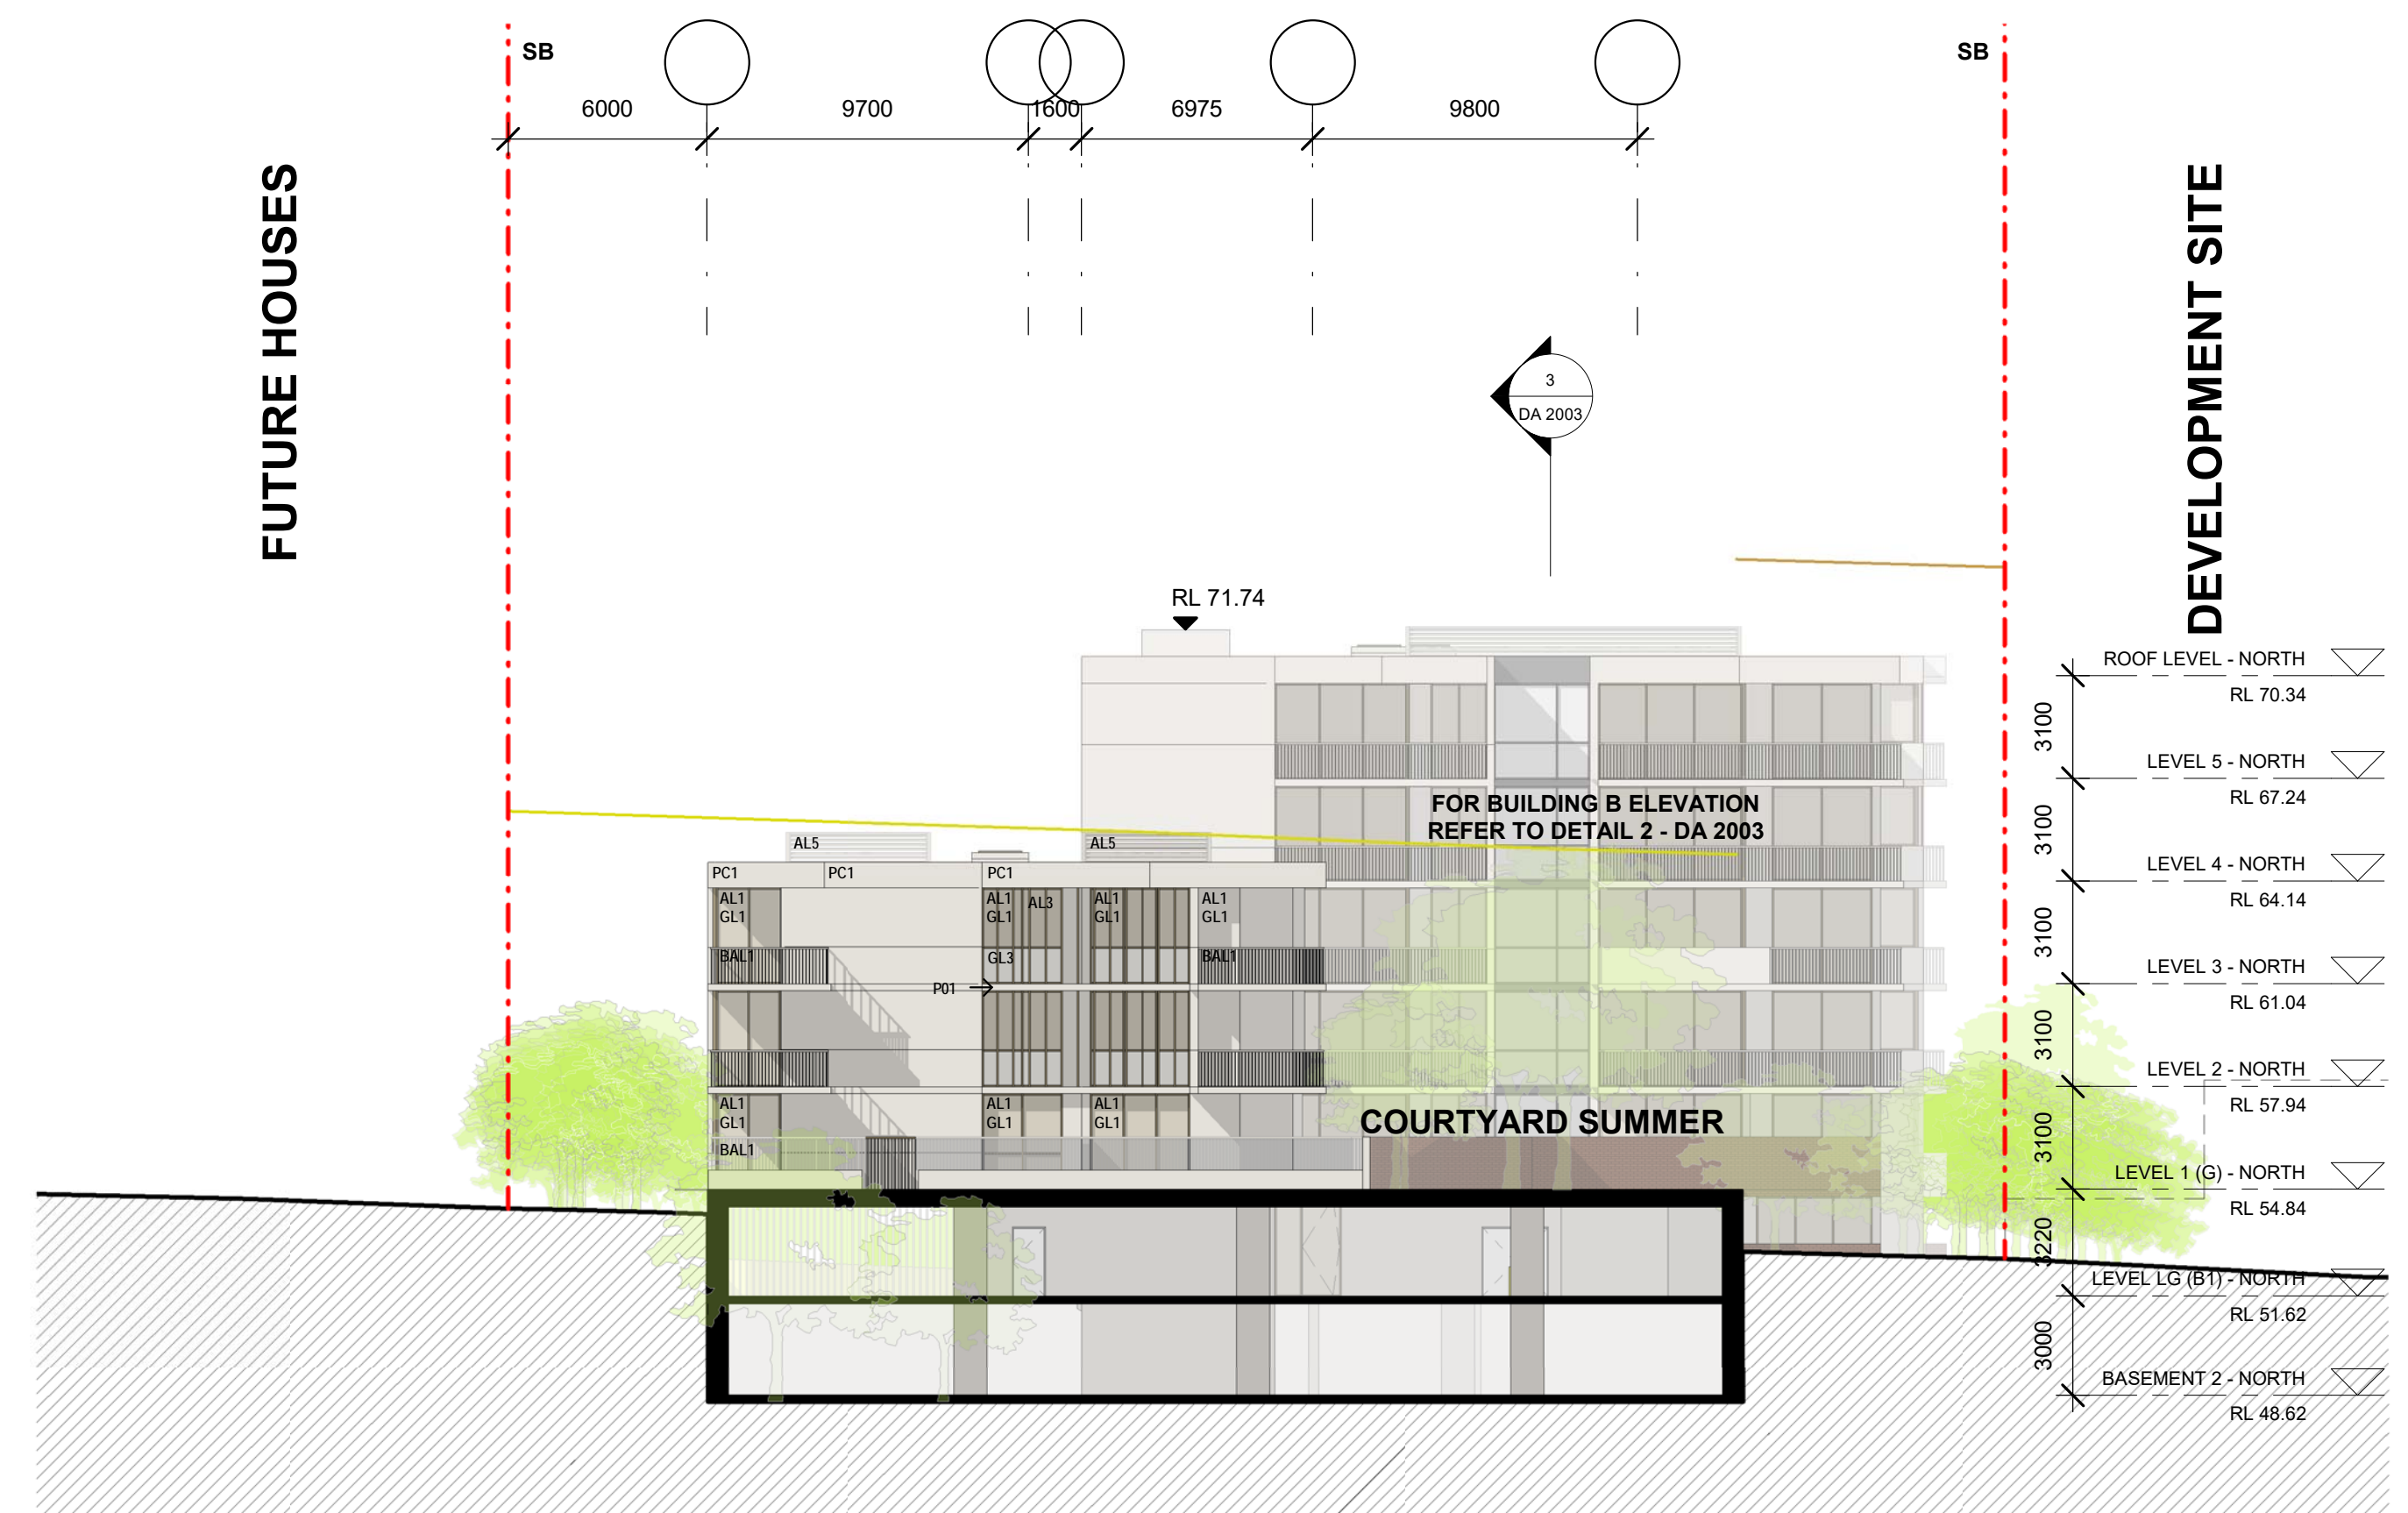 SB
SB
6000
9700
1600
6975
9800
FUTURE HOUSES
DEVELOPMENT SITE
3
DA 2003
RL 71.74
ROOF LEVEL - NORTH
RL 70.34
3100
LEVEL 5 - NORTH
RL 67.24
3100
FOR BUILDING B ELEVATION
REFER TO DETAIL 2 - DA 2003
AL5
AL5
LEVEL 4 - NORTH
RL 64.14
PC1
PC1
PC1
AL1
GL1
AL1
GL1
AL3
AL1
GL1
AL1
GL1
3100
BAL1
GL3
BAL1
LEVEL 3 - NORTH
RL 61.04
P01
3100
LEVEL 2 - NORTH
RL 57.94
AL1
GL1
AL1
GL1
AL1
GL1
COURTYARD SUMMER
3100
BAL1
LEVEL 1 (G) - NORTH
RL 54.84
3220
LEVEL LG (B1) - NORTH
RL 51.62
3000
BASEMENT 2 - NORTH
RL 48.62